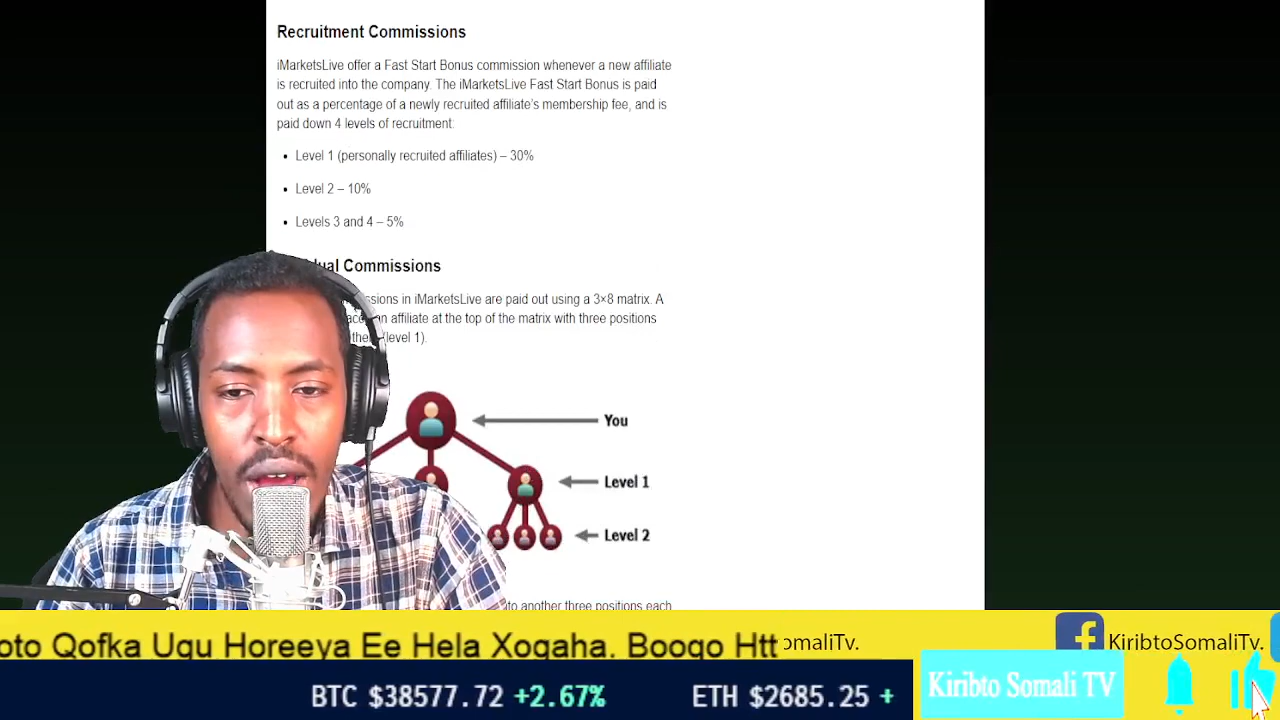 Recruitment Commissions
iMarketsLive offer a Fast Start Bonus commission whenever a new affiliate
is recruited into the company. The iMarketsLive Fast Start Bonus is paid
out as a percentage of a newly recruited affiliate's membership fee, and is
paid down 4 levels of recruitment:
Level 1 (personally recruited affiliates) – 30%
Level 2 – 10%
Levels 3 and 4 – 5%
Commissions
in iMarketsLive are paid out using a 3×8 matrix. A
an affiliate at the top of the matrix with three positions
(level 1).
You
Level 1
Level 2
another three positions each
Qofka Ugu Horeeya Ee Hela Xogaha. Booqo Htt
KiribtoSomaliTv.
BTC $38577.72 +2.67% ETH $2685.25 +
Kiribto Somali TV